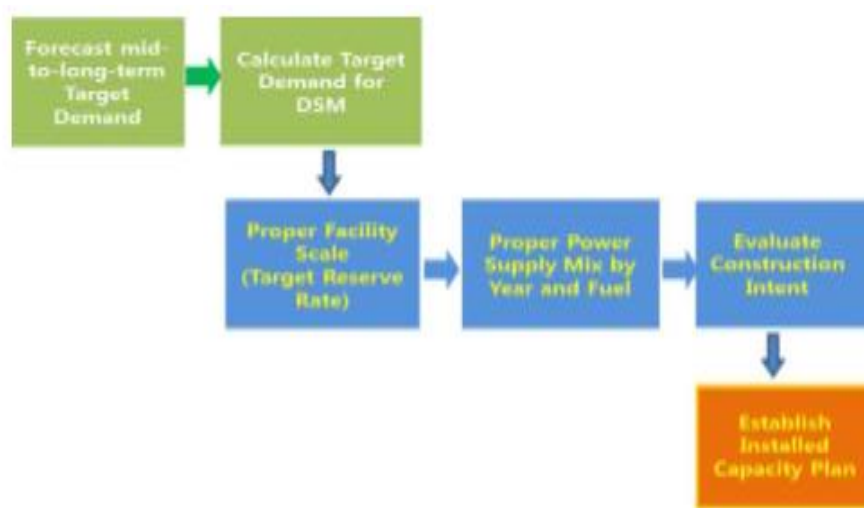 Forecast mid-
to-long-term
Target
Demand
Calculate Target
Demand for
DSM
Proper Facility
Scale
(Target Reserve
Rate)
Proper Power
Supply Mix by
Year and Fuel
Evaluate
Construction
Intent
Establish
Installed
Capacity Plan